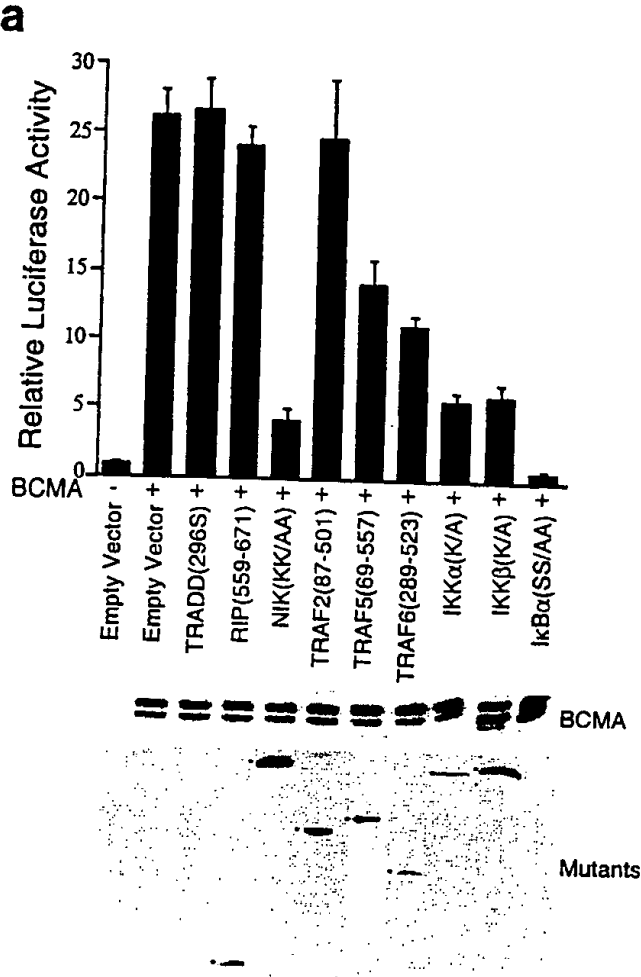 a
Relative Luciferase Activity
30
25
20
15
10
5
0
BCMA - + + + + + + + + + +
Empty Vector
Empty Vector
TRADD(296S)
RIP(559-671)
NIK(KK/AA)
TRAF2(87-501)
TRAF5(69-557)
TRAF6(289-523)
IKKα(K/A)
IKKβ(K/A)
IκBα(SS/AA)
BCMA
Mutants